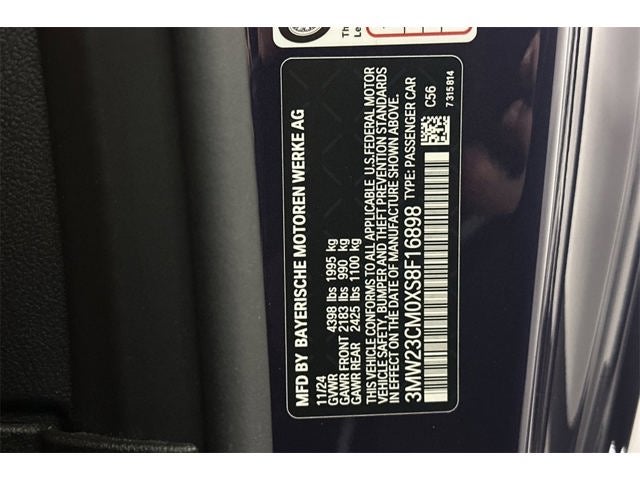 MFD BY BAYERISCHE MOTOREN WERKE AG
11/24
GVWR 4398 lbs 1995 kg
GAWR FRONT 2183 lbs 990 kg
GAWR REAR 2425 lbs 1100 kg
THIS VEHICLE CONFORMS TO ALL APPLICABLE U.S.FEDERAL MOTOR
VEHICLE SAFETY, BUMPER AND THEFT PREVENTION STANDARDS
IN EFFECT ON THE DATE OF MANUFACTURE SHOWN ABOVE.
3MW23CM0XS8F16898 TYPE: PASSENGER CAR
C56
7315814